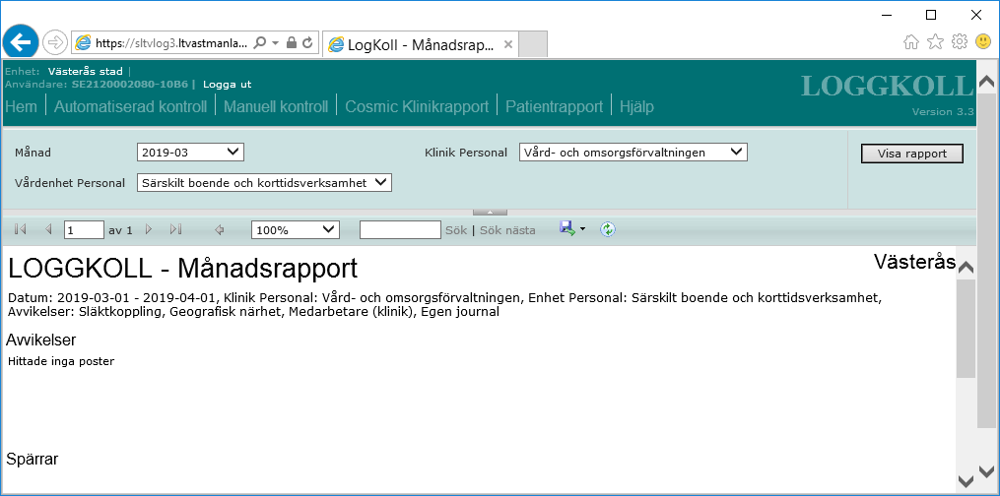 https://sltvlog3.ltvastmanla...
LogKoll - Månadsrap...
Enhet: Västerås stad |
Användare: SE2120002080-10B6 | Logga ut
LOGGKOLL
Version 3.3
Hem | Automatiserad kontroll | Manuell kontroll | Cosmic Klinikrapport | Patientrapport | Hjälp
Månad 2019-03 Klinik Personal Vård- och omsorgsförvaltningen Visa rapport
Vårdenhet Personal Särskilt boende och korttidsverksamhet
1 av 1 100% Sök | Sök nästa
LOGGKOLL - Månadsrapport
Västerås
Datum: 2019-03-01 - 2019-04-01, Klinik Personal: Vård- och omsorgsförvaltningen, Enhet Personal: Särskilt boende och korttidsverksamhet,
Avvikelser: Släktkoppling, Geografisk närhet, Medarbetare (klinik), Egen journal
Avvikelser
Hittade inga poster
Spärrar